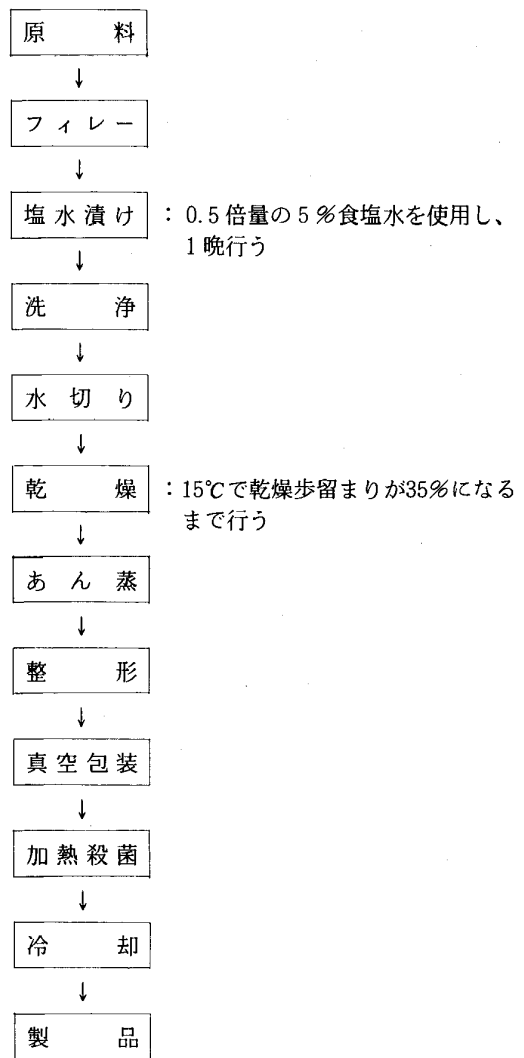 原料
↓
フィレー
↓
塩水漬け : 0.5倍量の5%食塩水を使用し、
1晩行う
↓
洗浄
↓
水切り
↓
乾燥 : 15℃で乾燥歩留まりが35%になる
まで行う
↓
あん蒸
↓
整形
↓
真空包装
↓
加熱殺菌
↓
冷却
↓
製品